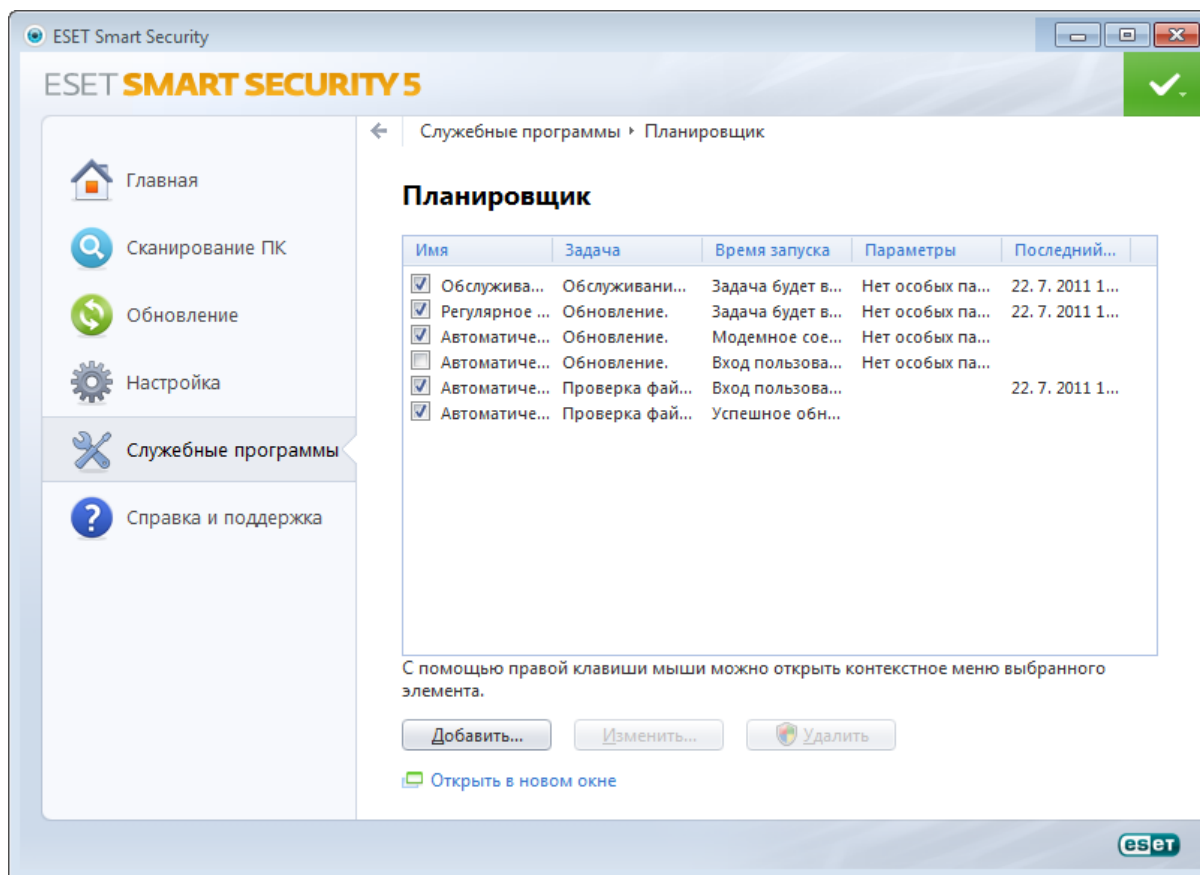 ESET Smart Security
ESET SMART SECURITY 5
Служебные программы Планировщик
Главная
Сканирование ПК
Обновление
Настройка
Служебные программы
Справка и поддержка
Планировщик
Имя Задача Время запуска Параметры Последний...
Обслужива... Обслуживани... Задача будет в... Нет особых па... 22. 7. 2011 1...
Регулярное ... Обновление. Задача будет в... Нет особых па... 22. 7. 2011 1...
Автоматиче... Обновление. Модемное сое... Нет особых па...
Автоматиче... Обновление. Вход пользова... Нет особых па...
Автоматиче... Проверка фай... Вход пользова... 22. 7. 2011 1...
Автоматиче... Проверка фай... Успешное обн...
С помощью правой клавиши мыши можно открыть контекстное меню выбранного
элемента.
Добавить... Изменить... Удалить
Открыть в новом окне
eset